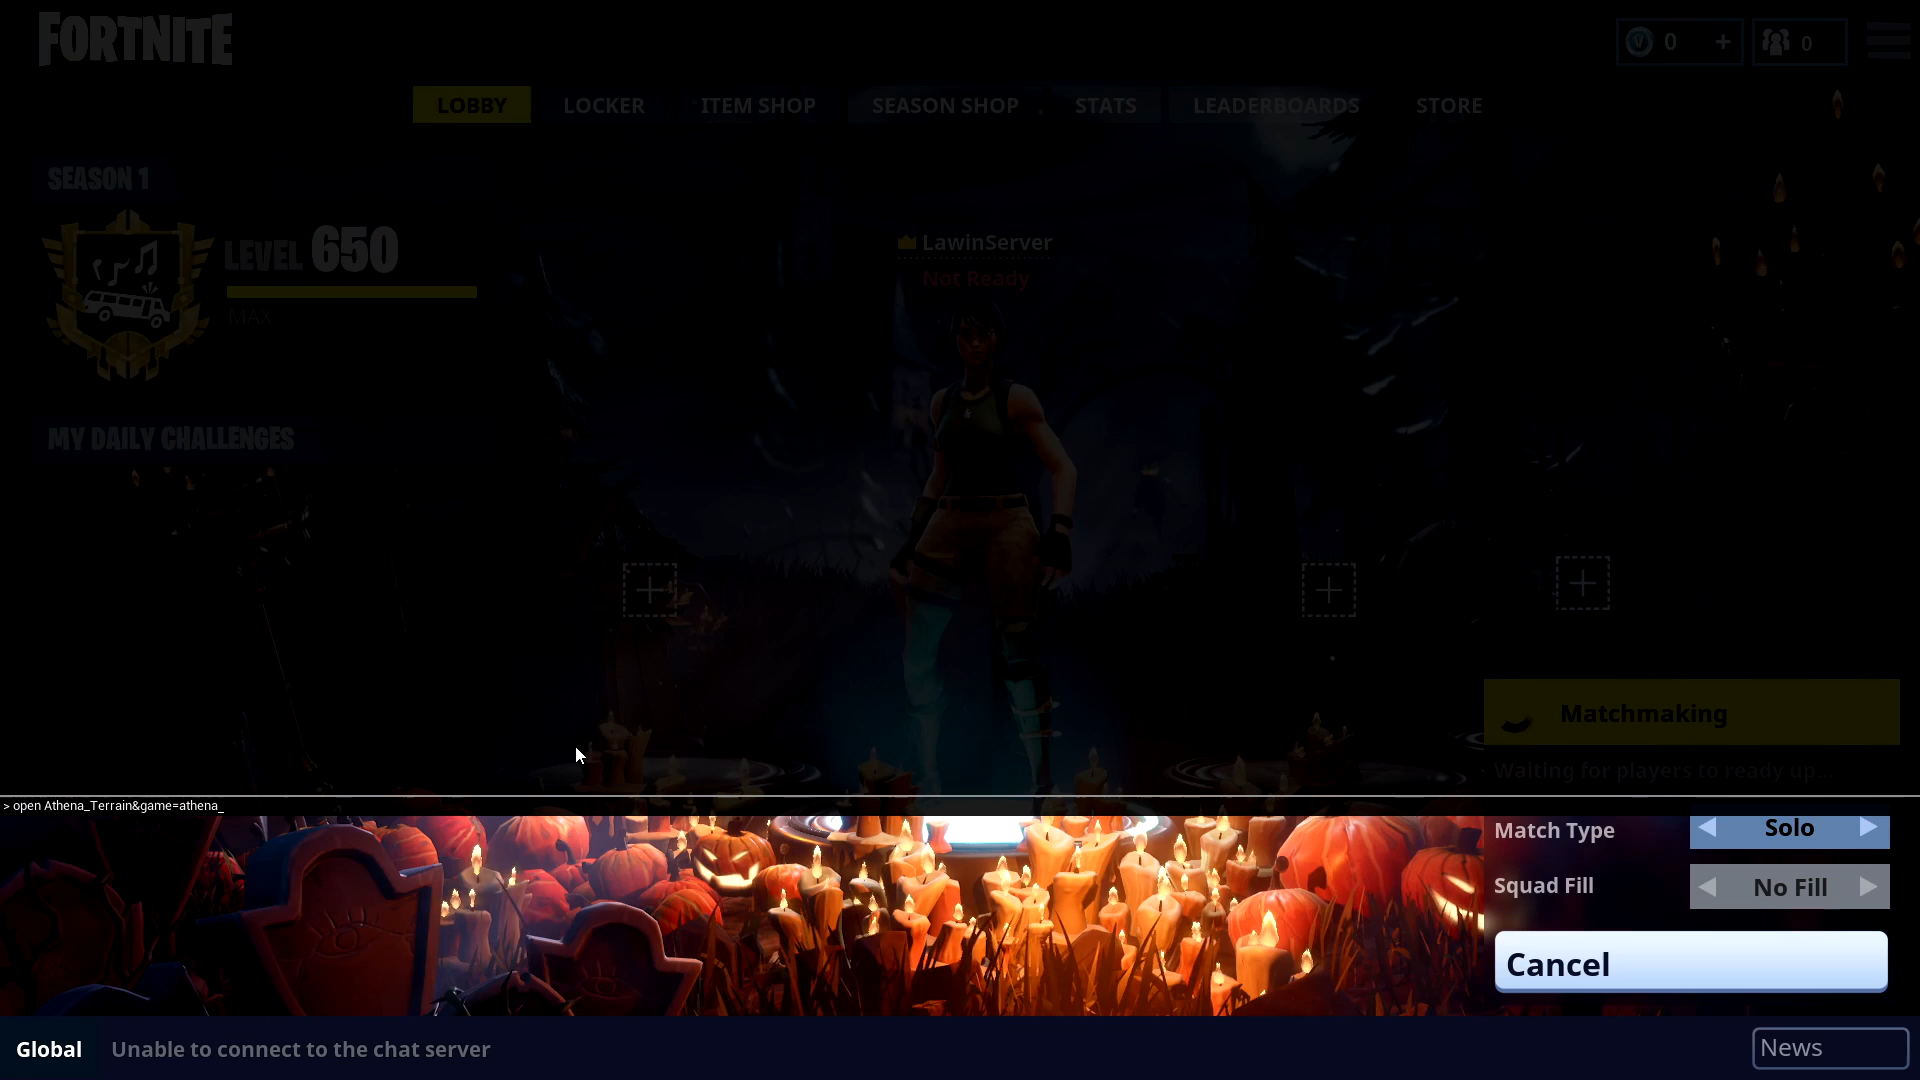 FORTNITE
0 +
0
LOBBY
LOCKER
ITEM SHOP
SEASON SHOP
STATS
LEADERBOARDS
STORE
SEASON 1
LEVEL 650
MAX
LawinServer
Not Ready
MY DAILY CHALLENGES
Matchmaking
Waiting for players to ready up...
> open Athena_Terrain&game=athena_
Match Type
Solo
Squad Fill
No Fill
Cancel
Global
Unable to connect to the chat server
News